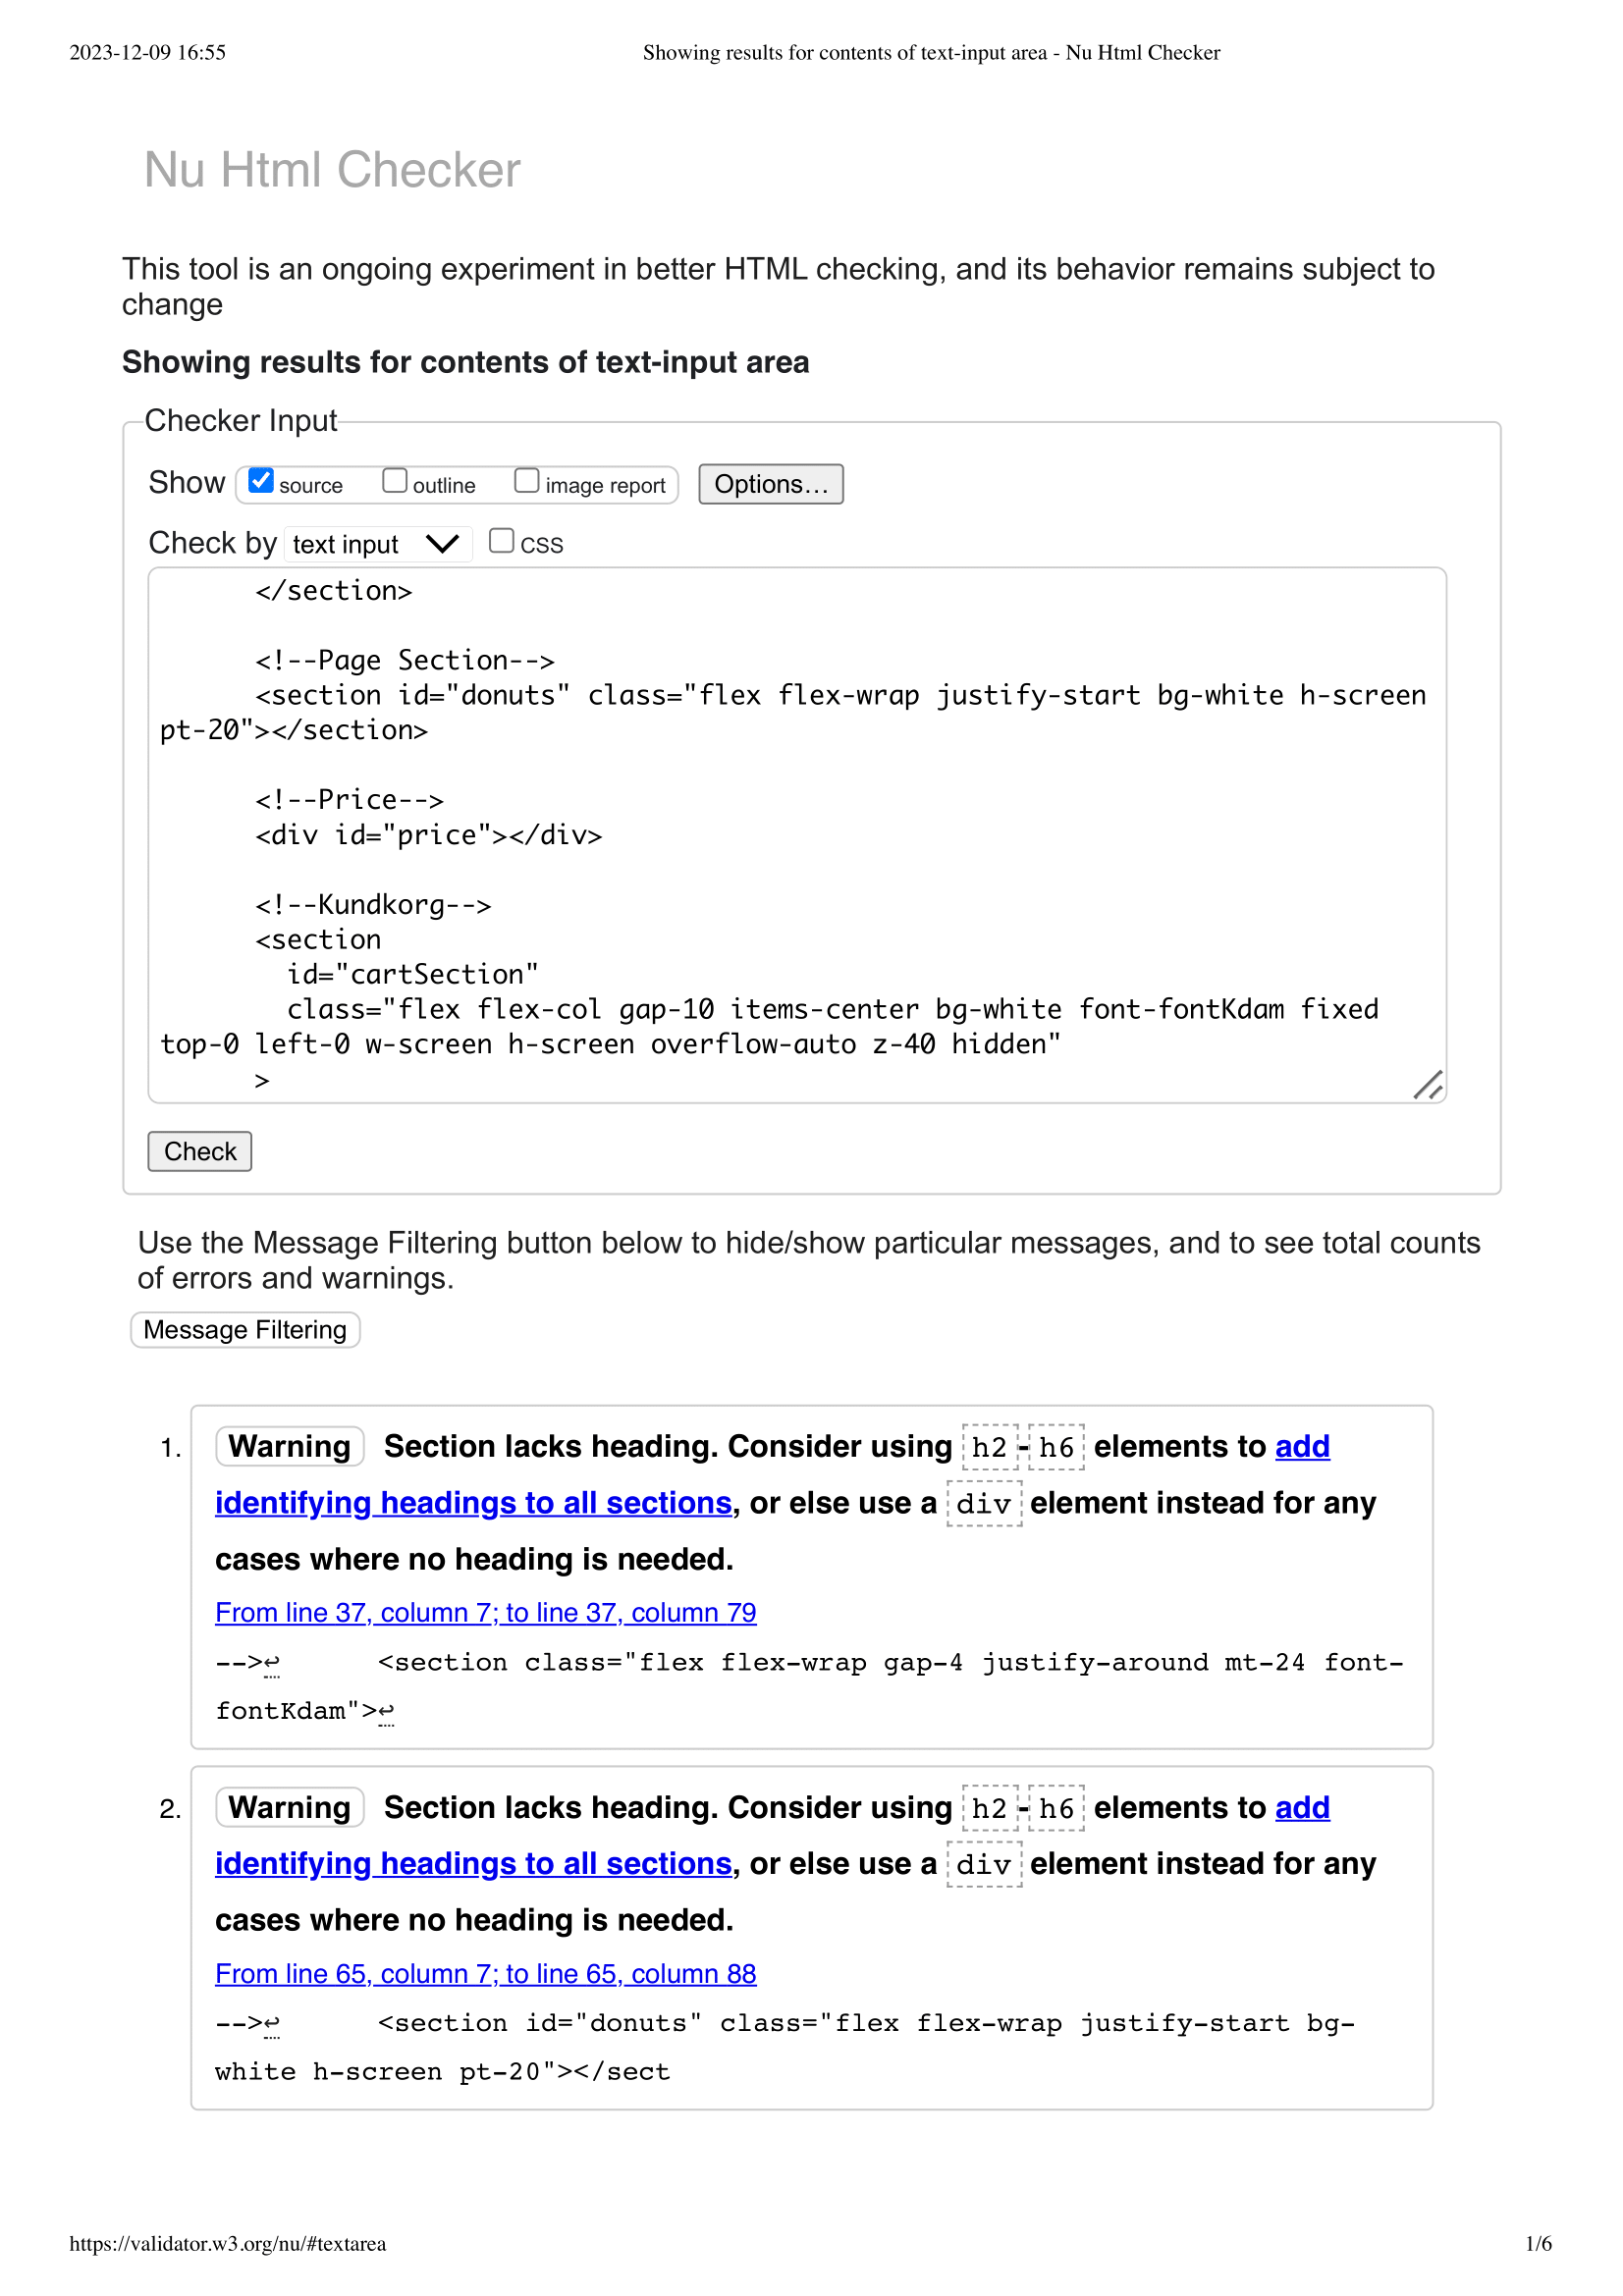 2023-12-09 16:55 Showing results for contents of text-input area - Nu Html Checker
Nu Html Checker
This tool is an ongoing experiment in better HTML checking, and its behavior remains subject to
change
Showing results for contents of text-input area
Checker Input
Show source outline image report Options…
Check by text input CSS
</section>
<!--Page Section-->
<section id="donuts" class="flex flex-wrap justify-start bg-white h-screen
pt-20"></section>
<!--Price-->
<div id="price"></div>
<!--Kundkorg-->
<section
id="cartSection"
class="flex flex-col gap-10 items-center bg-white font-fontKdam fixed
top-0 left-0 w-screen h-screen overflow-auto z-40 hidden"
>
Check
Use the Message Filtering button below to hide/show particular messages, and to see total counts
of errors and warnings.
Message Filtering
1. Warning Section lacks heading. Consider using h2-h6 elements to add
identifying headings to all sections, or else use a div element instead for any
cases where no heading is needed.
From line 37, column 7; to line 37, column 79
-->↩ <section class="flex flex-wrap gap-4 justify-around mt-24 font-
fontKdam">↩
2. Warning Section lacks heading. Consider using h2-h6 elements to add
identifying headings to all sections, or else use a div element instead for any
cases where no heading is needed.
From line 65, column 7; to line 65, column 88
-->↩ <section id="donuts" class="flex flex-wrap justify-start bg-
white h-screen pt-20"></sect
https://validator.w3.org/nu/#textarea 1/6